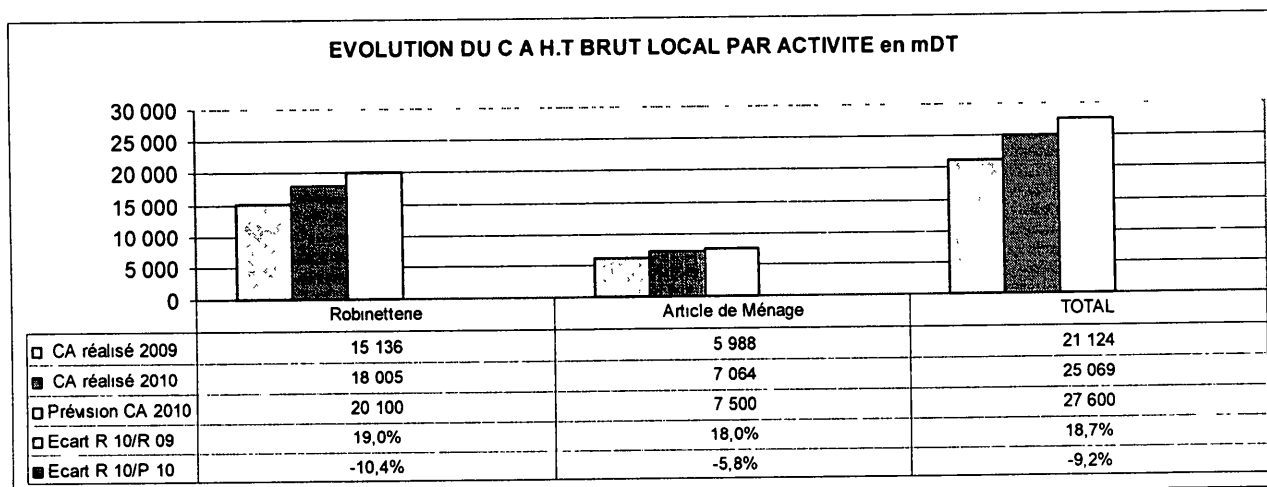 EVOLUTION DU C A H.T BRUT LOCAL PAR ACTIVITE en mDT
30 000
25 000
20 000
15 000
10 000
5 000
0
Robinetterie Article de Ménage TOTAL
CA réalisé 2009 15 136 5 988 21 124
CA réalisé 2010 18 005 7 064 25 069
Prévision CA 2010 20 100 7 500 27 600
Ecart R 10/R 09 19,0% 18,0% 18,7%
Ecart R 10/P 10 -10,4% -5,8% -9,2%